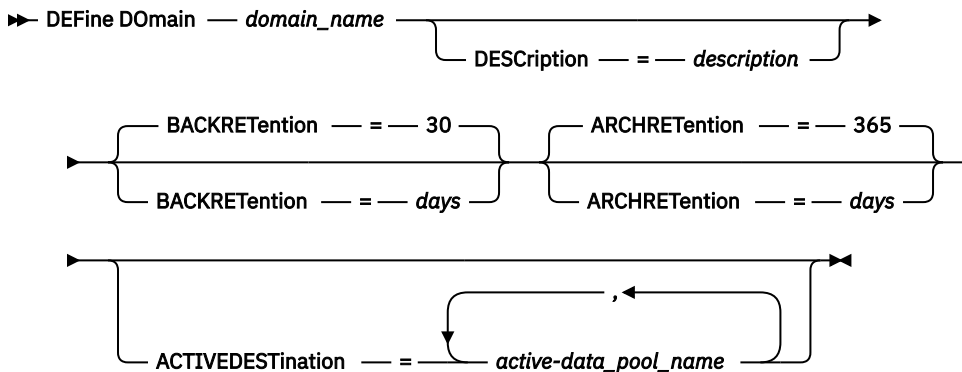 DEFine DOmain domain_name
DESCription = description
BACKRETention = 30 ARCHRETention = 365
BACKRETention = days ARCHRETention = days
,
ACTIVEDESTination = active-data_pool_name